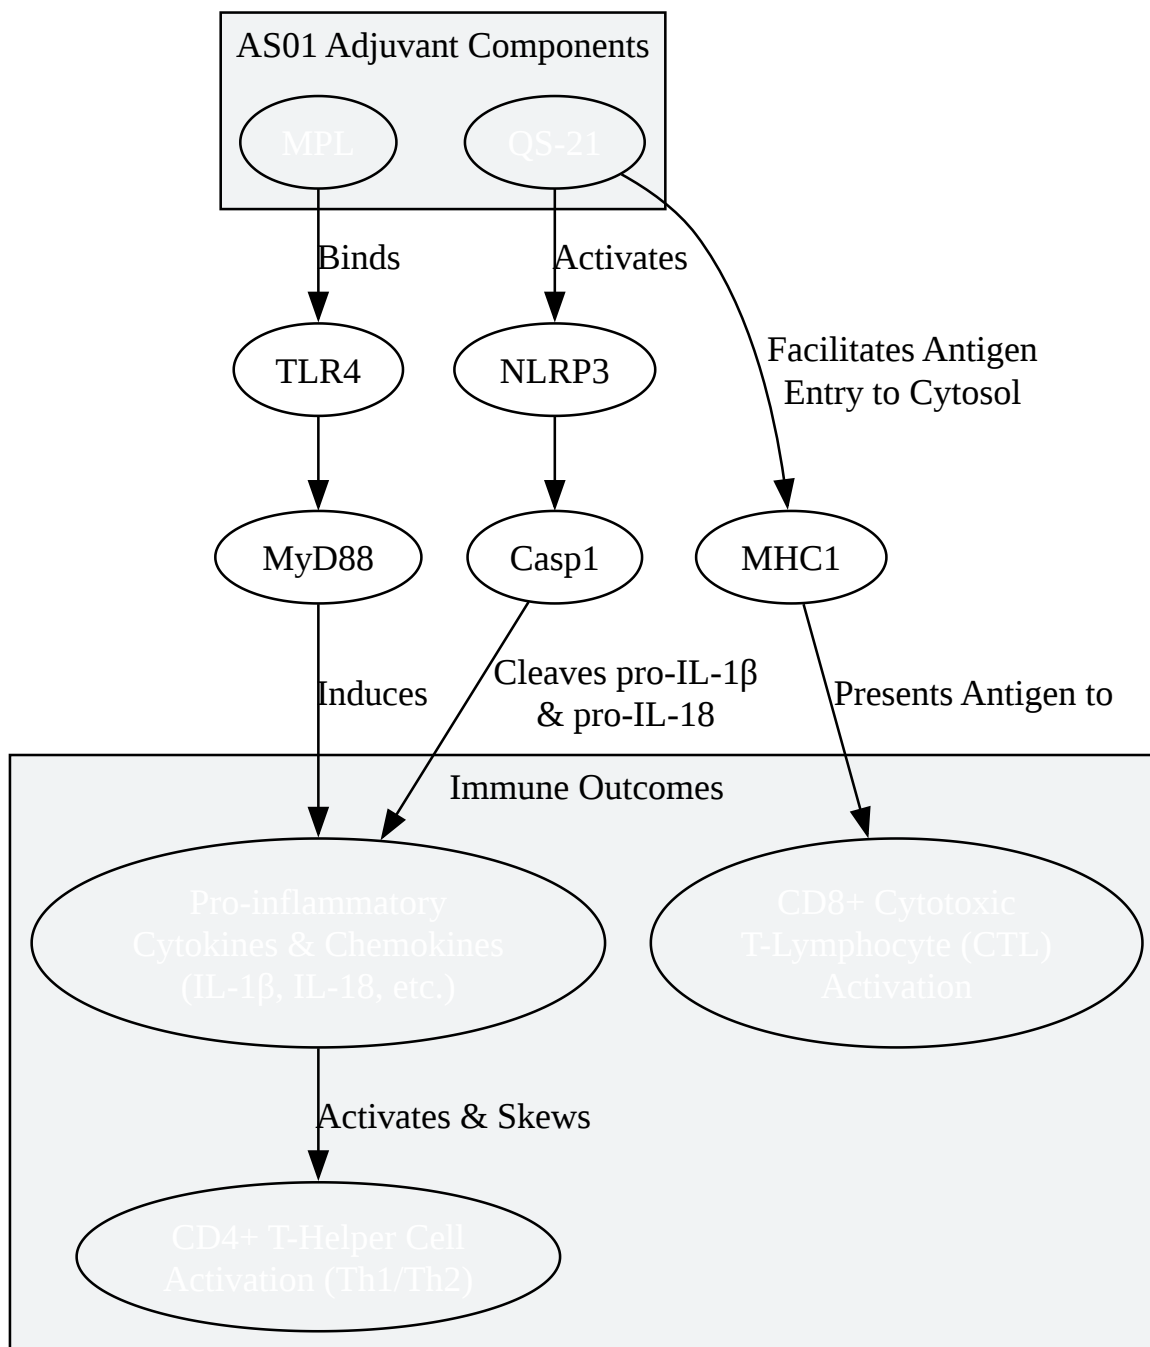 AS01 Adjuvant Components
MPL
QS-21
Binds
Activates
Facilitates Antigen
Entry to Cytosol
TLR4
NLRP3
MyD88
Casp1
MHC1
Induces
Cleaves pro-IL-1β
& pro-IL-18
Presents Antigen to
Immune Outcomes
Pro-inflammatory
Cytokines & Chemokines
(IL-1β, IL-18, etc.)
CD8+ Cytotoxic
T-Lymphocyte (CTL)
Activation
Activates & Skews
CD4+ T-Helper Cell
Activation (Th1/Th2)